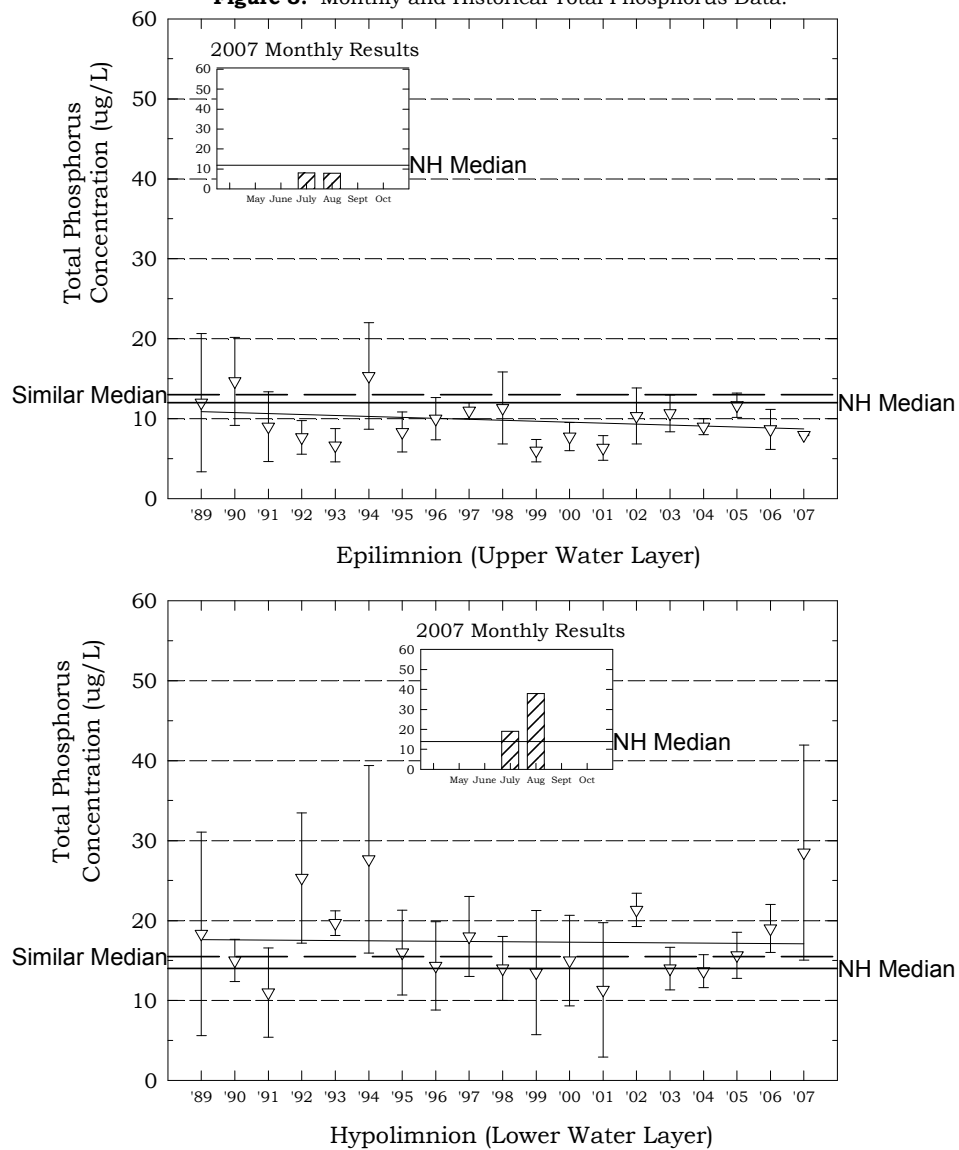 Figure 8. Monthly and Historical Total Phosphorus Data.
60
50
40
30
20
10
0
Total Phosphorus
Concentration (ug/L)
2007 Monthly Results
60
50
40
30
20
10
0
NH Median
May June July Aug Sept Oct
Similar Median
NH Median
'89 '90 '91 '92 '93 '94 '95 '96 '97 '98 '99 '00 '01 '02 '03 '04 '05 '06 '07
Epilimnion (Upper Water Layer)
60
50
40
30
20
10
0
Total Phosphorus
Concentration (ug/L)
2007 Monthly Results
60
50
40
30
20
10
0
NH Median
May June July Aug Sept Oct
Similar Median
NH Median
'89 '90 '91 '92 '93 '94 '95 '96 '97 '98 '99 '00 '01 '02 '03 '04 '05 '06 '07
Hypolimnion (Lower Water Layer)